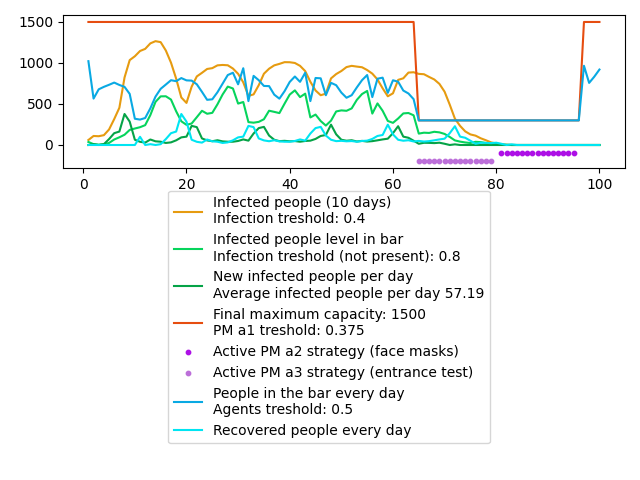 1500
1000
500
0
0 20 40 60 80 100
Infected people (10 days)
Infection treshold: 0.4
Infected people level in bar
Infection treshold (not present): 0.8
New infected people per day
Average infected people per day 57.19
Final maximum capacity: 1500
PM a1 treshold: 0.375
Active PM a2 strategy (face masks)
Active PM a3 strategy (entrance test)
People in the bar every day
Agents treshold: 0.5
Recovered people every day